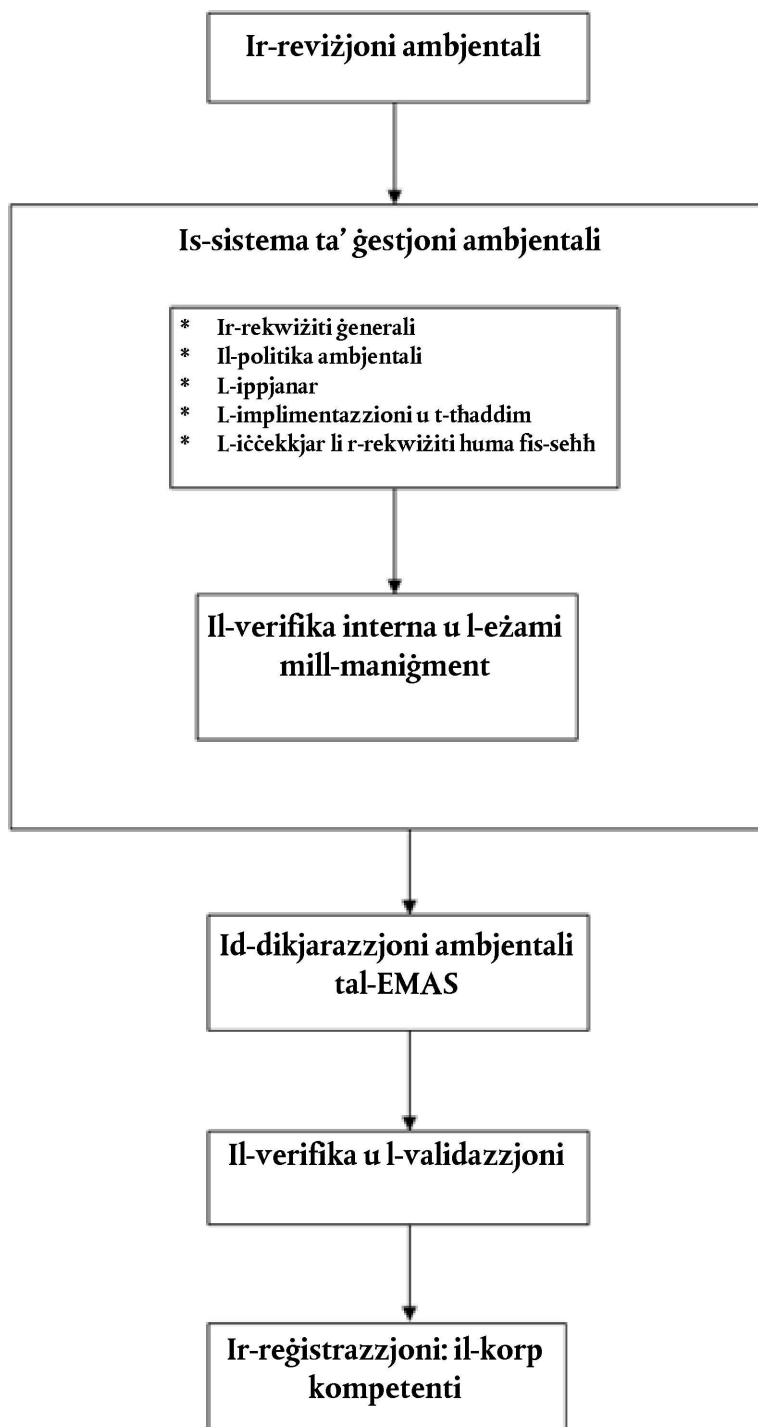 Ir-reviżjoni ambjentali
Is-sistema ta’ ġestjoni ambjentali
* Ir-rekwiżiti ġenerali
* Il-politika ambjentali
* L-ippjanar
* L-implimentazzioni u t-tħaddim
* L-iċċekkjar li r-rekwiżiti huma fis-seħħ
Il-verifika interna u l-eżami
mill-maniġment
Id-dikjarazzjoni ambjentali
tal-EMAS
Il-verifika u l-validazzjoni
Ir-reġistrazzjoni: il-korp
kompetenti